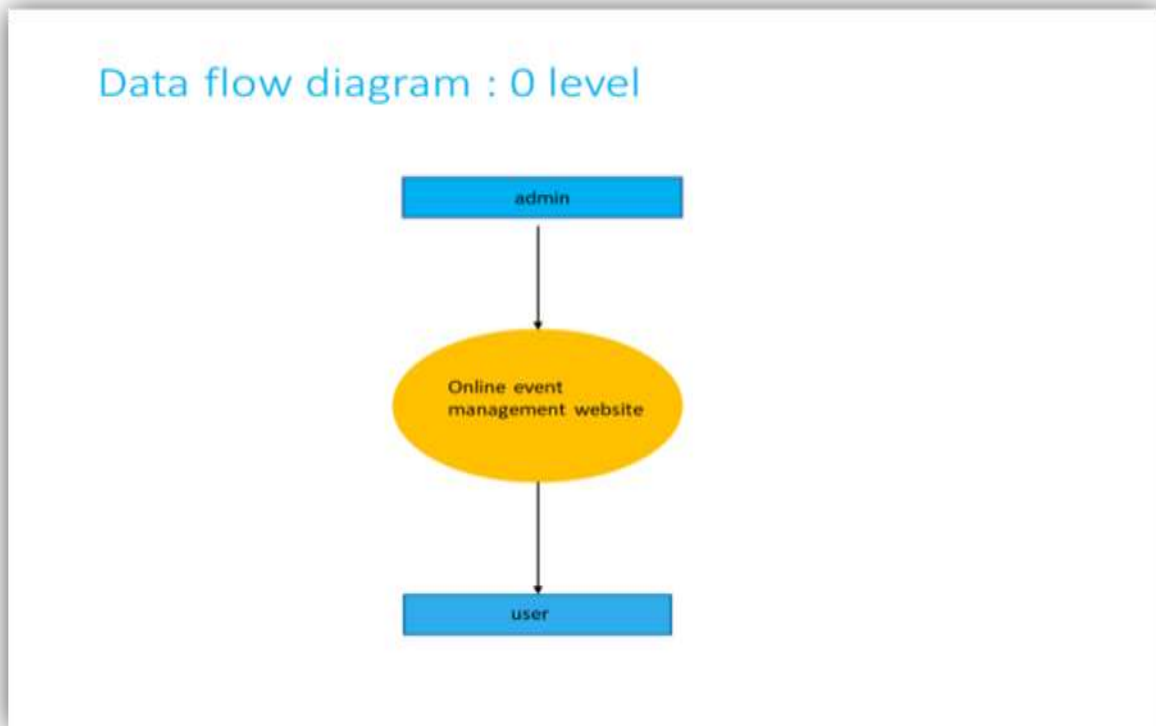 Data flow diagram : 0 level
admin
Online event
management website
user